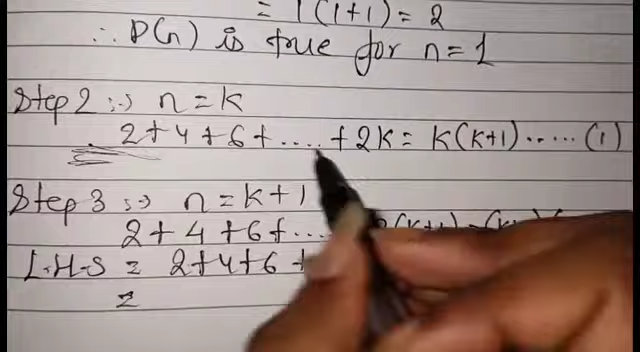 = 1(1+1) = 2
∴ P(n) is true for n=1
Step 2 :-> n = k
2+4+6+....+2k = k(k+1).....(1)
Step 3 :-> n = k+1
2+4+6+...
L.H.S = 2+4+6+
=